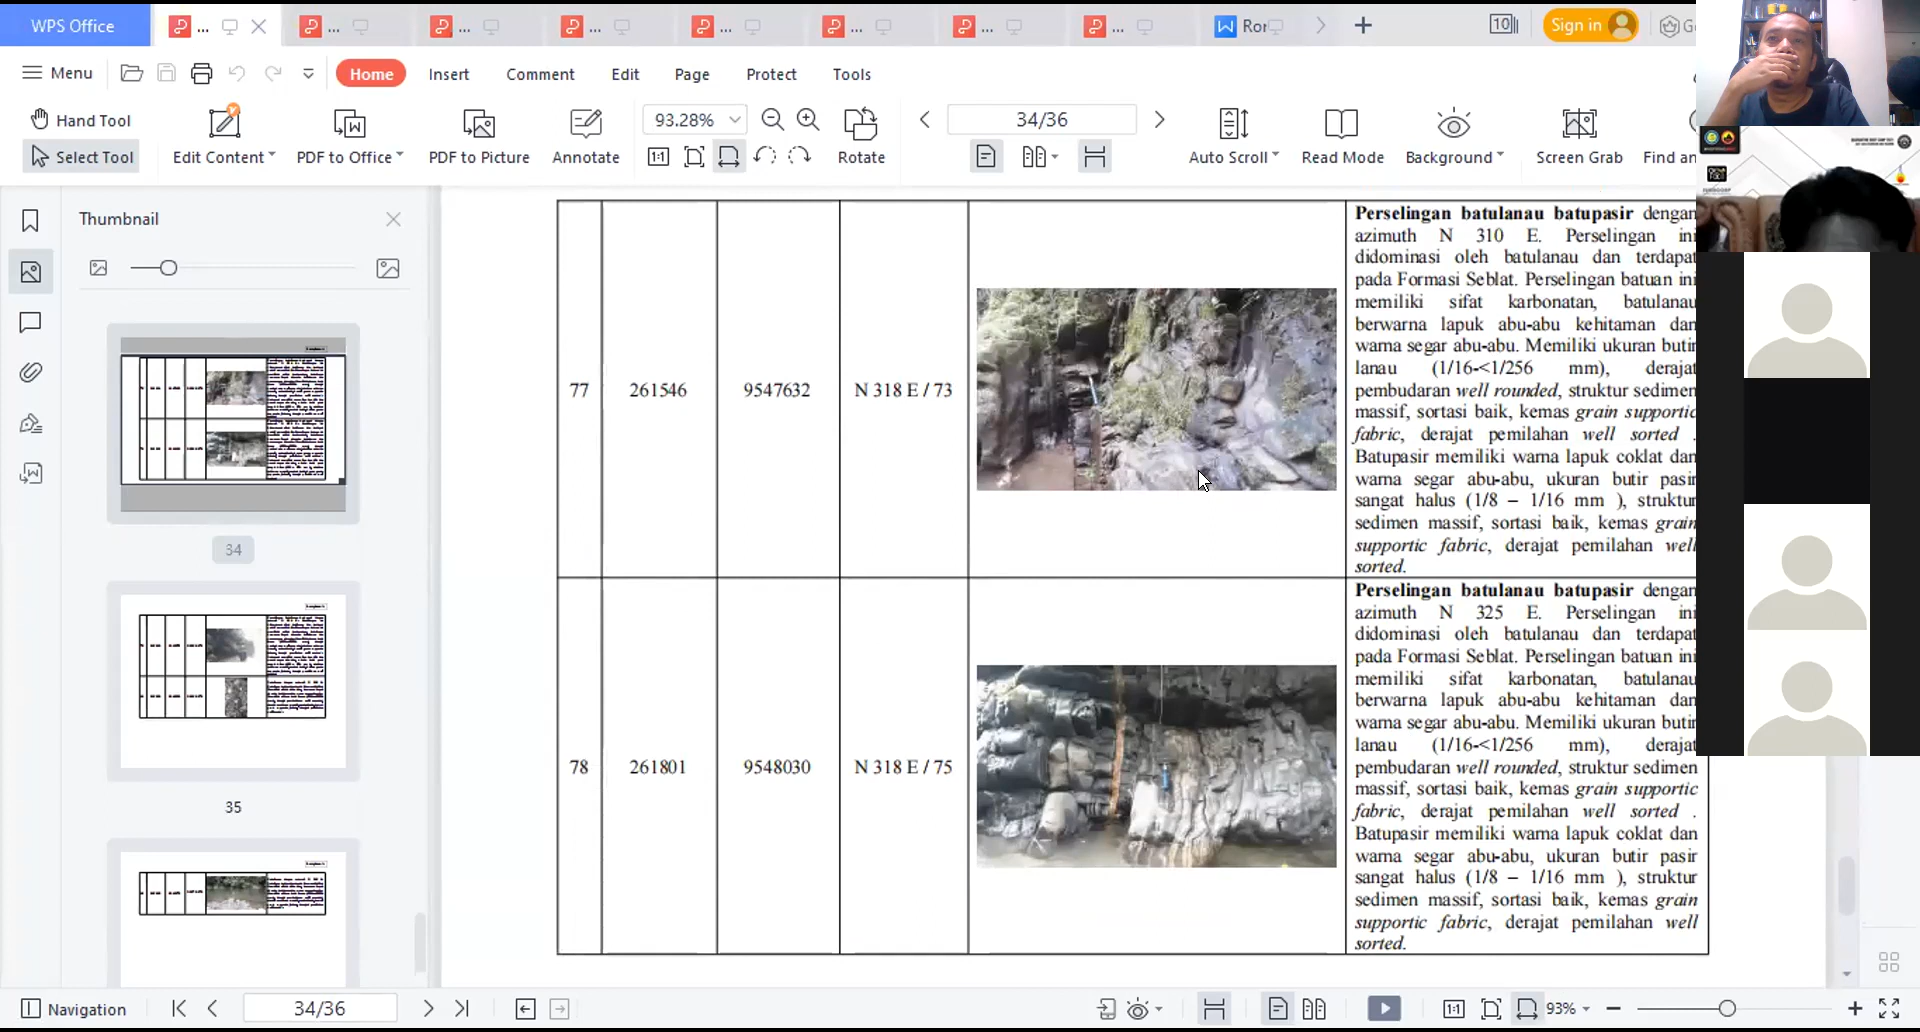 WPS Office
...
...
...
...
...
...
...
...
Ror
10
Sign in
Menu
Home
Insert
Comment
Edit
Page
Protect
Tools
Hand Tool
Select Tool
Edit Content
PDF to Office
PDF to Picture
Annotate
93.28%
1:1
Rotate
34/36
Auto Scroll
Read Mode
Background
Screen Grab
Find an
Thumbnail
34
35
77
261546
9547632
N 318 E / 73
Perselingan batulanau batupasir dengan
azimuth N 310 E. Perselingan ini
didominasi oleh batulanau dan terdapat
pada Formasi Seblat. Perselingan batuan ini
memiliki sifat karbonatan, batulanau
berwarna lapuk abu-abu kehitaman dan
warna segar abu-abu. Memiliki ukuran butir
lanau (1/16-<1/256 mm), derajat
pembudaran well rounded, struktur sedimen
massif, sortasi baik, kemas grain supportic
fabric, derajat pemilahan well sorted .
Batupasir memiliki warna lapuk coklat dan
warna segar abu-abu, ukuran butir pasir
sangat halus (1/8 – 1/16 mm ), struktur
sedimen massif, sortasi baik, kemas grain
supportic fabric, derajat pemilahan well
sorted.
78
261801
9548030
N 318 E / 75
Perselingan batulanau batupasir dengan
azimuth N 325 E. Perselingan ini
didominasi oleh batulanau dan terdapat
pada Formasi Seblat. Perselingan batuan ini
memiliki sifat karbonatan, batulanau
berwarna lapuk abu-abu kehitaman dan
warna segar abu-abu. Memiliki ukuran butir
lanau (1/16-<1/256 mm), derajat
pembudaran well rounded, struktur sedimen
massif, sortasi baik, kemas grain supportic
fabric, derajat pemilahan well sorted .
Batupasir memiliki warna lapuk coklat dan
warna segar abu-abu, ukuran butir pasir
sangat halus (1/8 – 1/16 mm ), struktur
sedimen massif, sortasi baik, kemas grain
supportic fabric, derajat pemilahan well
sorted.
Navigation
34/36
1:1
93%